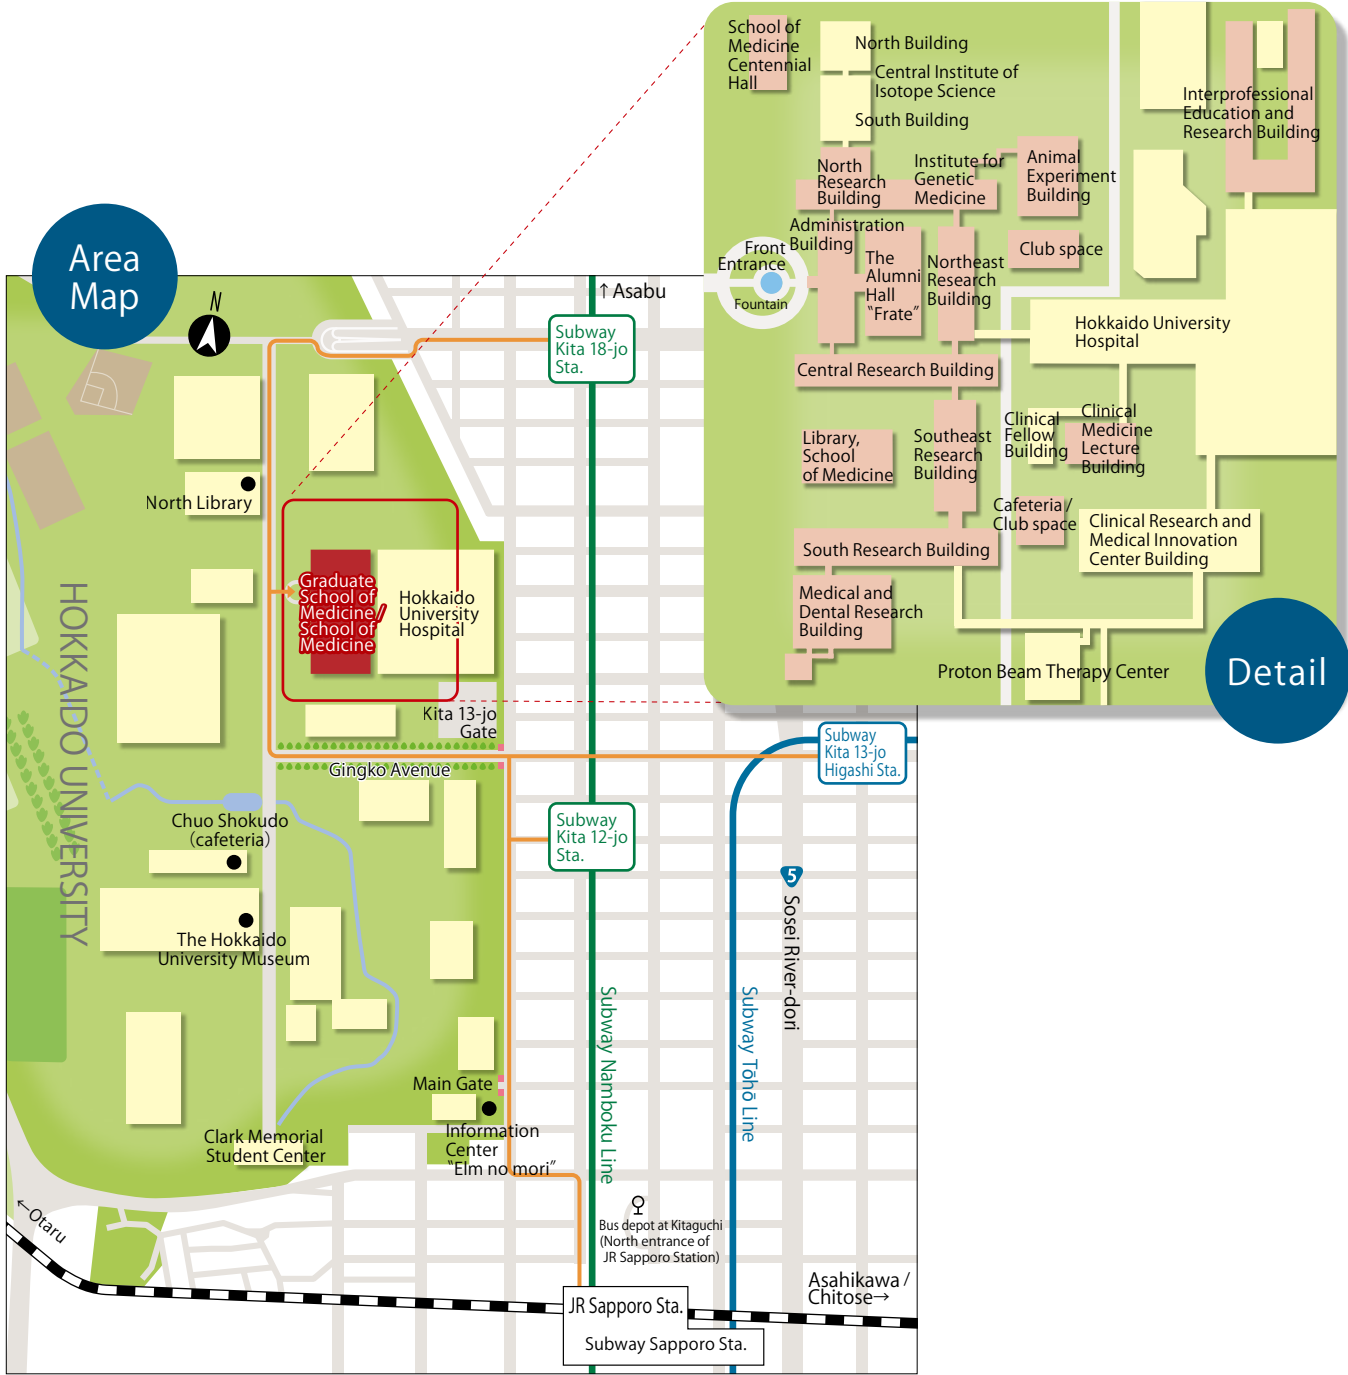 Area
Map
N
↑Asabu
Subway
Kita 18-jo
Sta.
North Library
Graduate
School of
Medicine/
School of
Medicine
Hokkaido
University
Hospital
HOKKAIDO UNIVERSITY
Kita 13-jo
Gate
Gingko Avenue
Subway
Kita 13-jo
Higashi Sta.
Subway
Kita 12-jo
Sta.
Chuo Shokudo
(cafeteria)
The Hokkaido
University Museum
5
Sosei River-dori
Subway Namboku Line
Subway Tōhō Line
Main Gate
Information
Center
"Elm no mori"
Clark Memorial
Student Center
←Otaru
Bus depot at Kitaguchi
(North entrance of
JR Sapporo Station)
Asahikawa /
Chitose→
JR Sapporo Sta.
Subway Sapporo Sta.
School of
Medicine
Centennial
Hall
North Building
Central Institute of
Isotope Science
South Building
Interprofessional
Education and
Research Building
North
Research
Building
Institute for
Genetic
Medicine
Animal
Experiment
Building
Administration
Building
Front
Entrance
Fountain
The
Alumni
Hall
"Frate"
Northeast
Research
Building
Club space
Hokkaido University
Hospital
Central Research Building
Library,
School
of Medicine
Southeast
Research
Building
Clinical
Fellow
Building
Clinical
Medicine
Lecture
Building
Cafeteria /
Club space
Clinical Research and
Medical Innovation
Center Building
South Research Building
Medical and
Dental Research
Building
Proton Beam Therapy Center
Detail